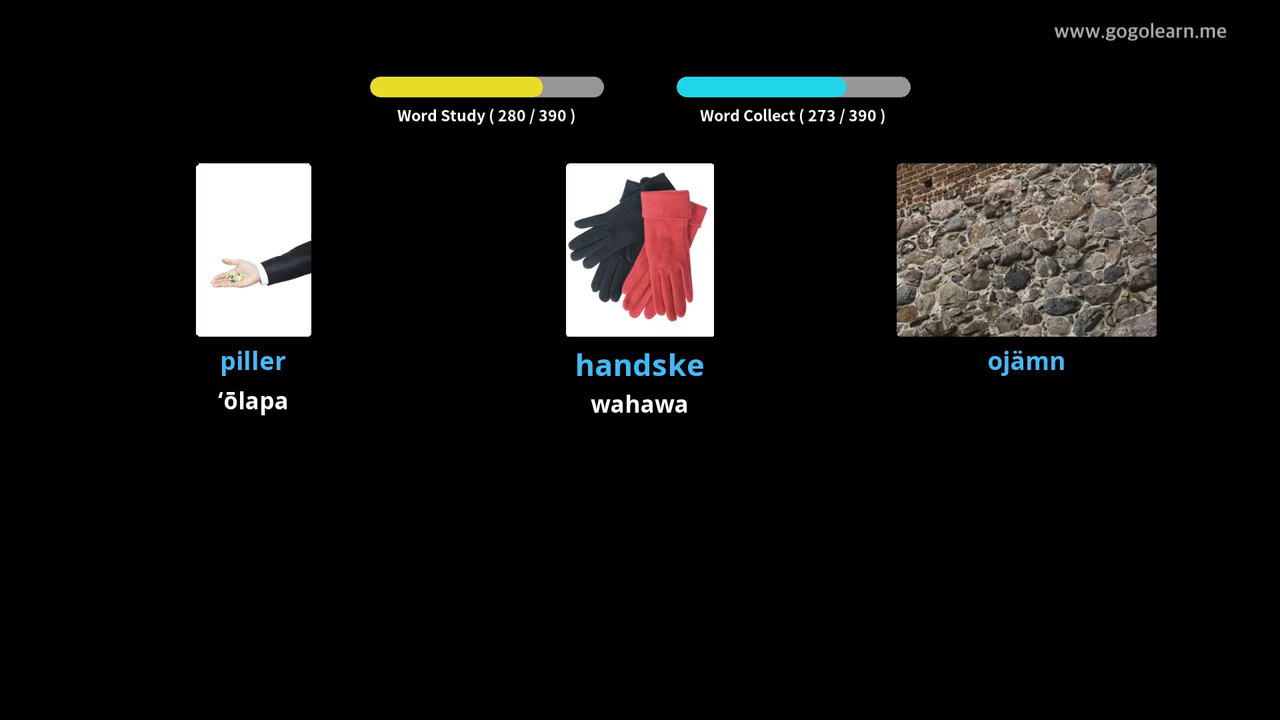 www.gogolearn.me
Word Study ( 280 / 390 )
Word Collect ( 273 / 390 )
piller
handske
ojämn
ʻōlapa
wahawa